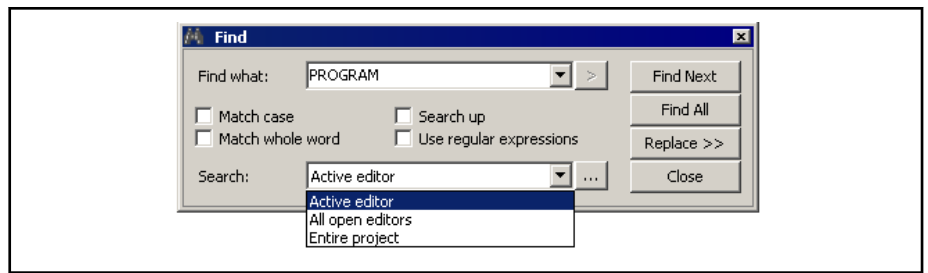 Find
Find what: PROGRAM > Find Next
Match case Search up Find All
Match whole word Use regular expressions Replace >>
Search: Active editor ... Close
Active editor
All open editors
Entire project